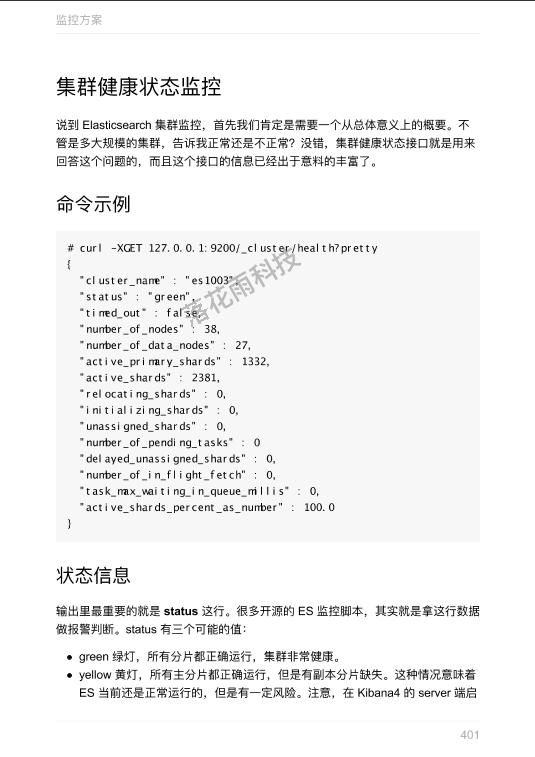 监控方案
集群健康状态监控
说到 Elasticsearch 集群监控，首先我们肯定是需要一个从总体意义上的概要。不
管是多大规模的集群，告诉我正常还是不正常？没错，集群健康状态接口就是用来
回答这个问题的，而且这个接口的信息已经出于意料的丰富了。
命令示例
# curl -XGET 127.0.0.1:9200/_cluster/health?pretty
{
  "cluster_name" : "es1003",
  "status" : "green",
  "timed_out" : false,
  "number_of_nodes" : 38,
  "number_of_data_nodes" : 27,
  "active_primary_shards" : 1332,
  "active_shards" : 2381,
  "relocating_shards" : 0,
  "initializing_shards" : 0,
  "unassigned_shards" : 0,
  "number_of_pending_tasks" : 0
  "delayed_unassigned_shards" : 0,
  "number_of_in_flight_fetch" : 0,
  "task_max_waiting_in_queue_millis" : 0,
  "active_shards_percent_as_number" : 100.0
}
落花雨科技
状态信息
输出里最重要的就是 status 这行。很多开源的 ES 监控脚本，其实就是拿这行数据
做报警判断。status 有三个可能的值：
● green 绿灯，所有分片都正确运行，集群非常健康。
● yellow 黄灯，所有主分片都正确运行，但是有副本分片缺失。这种情况意味着
ES 当前还是正常运行的，但是有一定风险。注意，在 Kibana4 的 server 端启
401